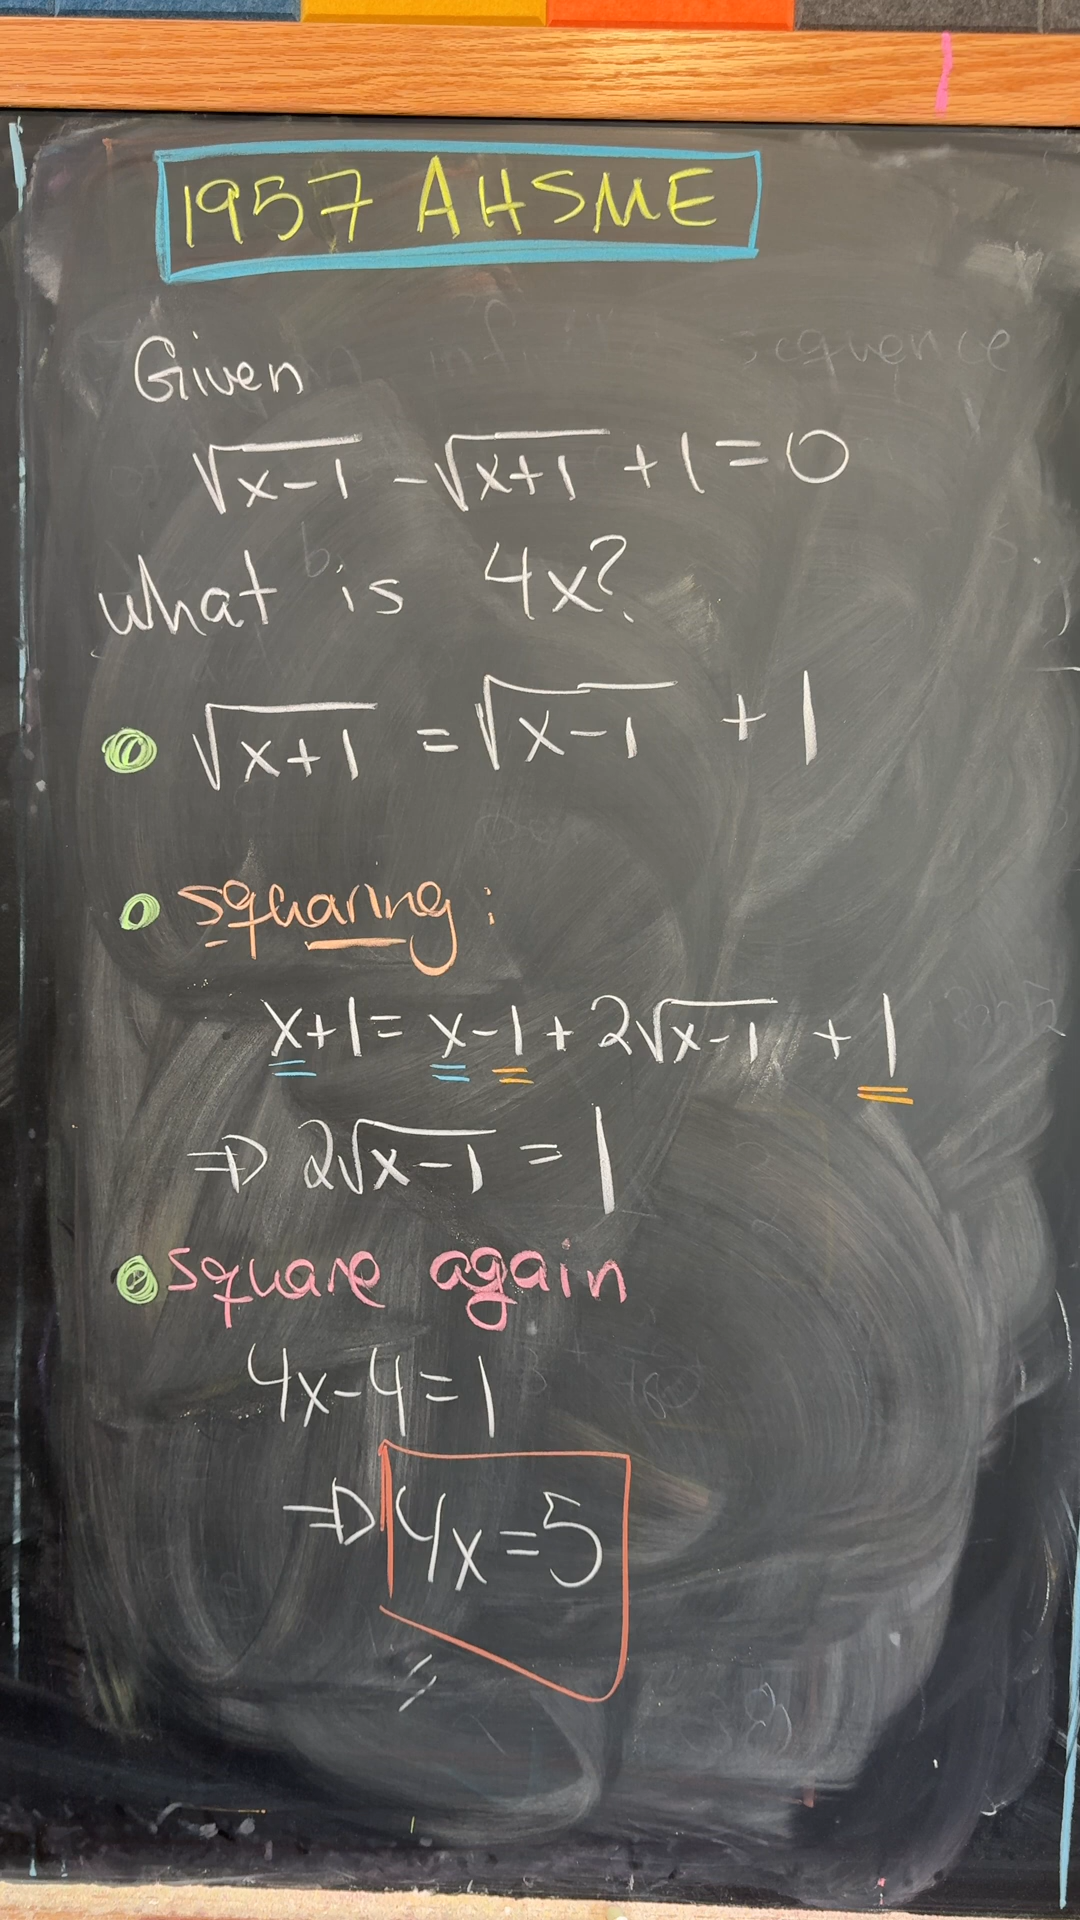 1957 AHSME
Given
√(x-1) - √(x+1) + 1 = 0
what is 4x?
√(x+1) = √(x-1) + 1
squaring:
x+1 = x-1 + 2√(x-1) + 1
⇒ 2√(x-1) = 1
square again
4x-4=1
⇒ 4x=5